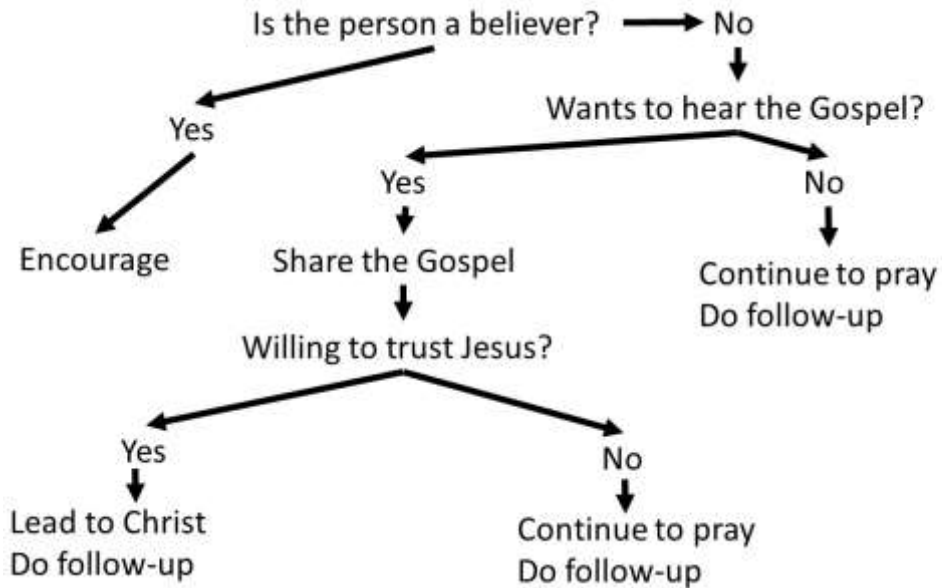 Is the person a believer? No
Yes
Wants to hear the Gospel?
Yes
No
Encourage
Share the Gospel
Continue to pray
Do follow-up
Willing to trust Jesus?
Yes
No
Lead to Christ
Do follow-up
Continue to pray
Do follow-up